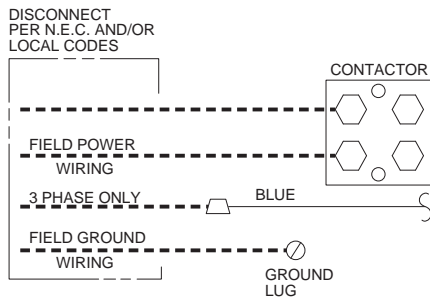 DISCONNECT
PER N.E.C. AND/OR
LOCAL CODES
CONTACTOR
FIELD POWER
WIRING
3 PHASE ONLY
BLUE
FIELD GROUND
WIRING
GROUND
LUG